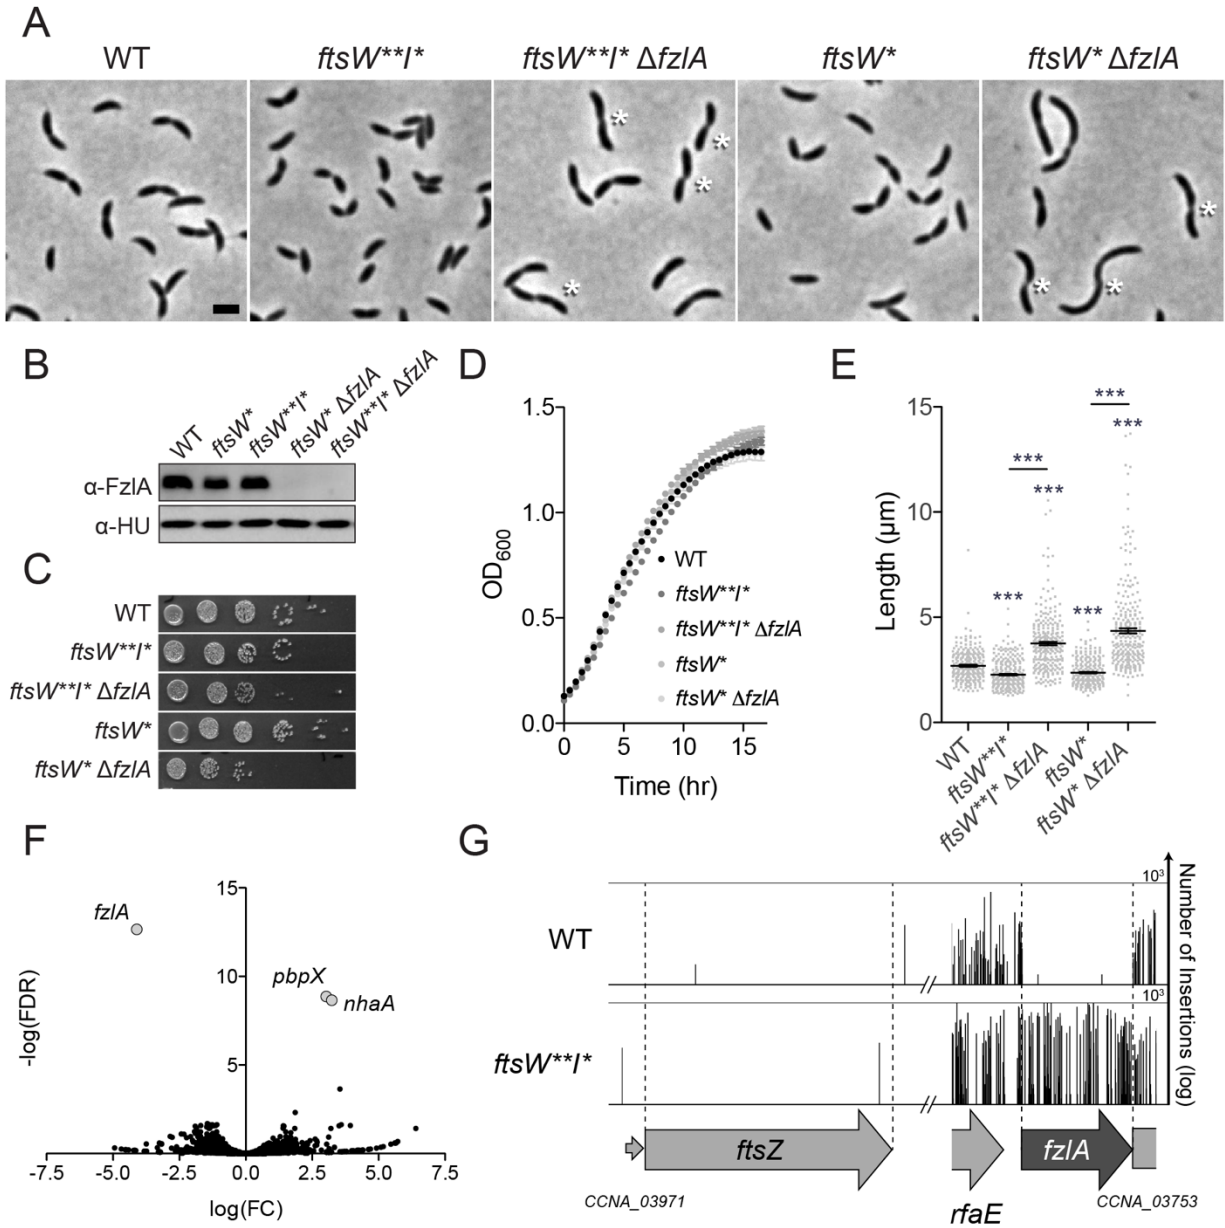 A
WT
ftsW**I*
ftsW**I* ΔfzlA
ftsW*
ftsW* ΔfzlA
*
*
*
*
*
*
*
B
WT
ftsW*
ftsW**I*
ftsW* ΔfzlA
ftsW**I* ΔfzlA
α-FzlA
α-HU
C
WT
ftsW**I*
ftsW**I* ΔfzlA
ftsW*
ftsW* ΔfzlA
D
OD600
1.5
1.0
0.5
0.0
0 5 10 15
Time (hr)
WT
ftsW**I*
ftsW**I* ΔfzlA
ftsW*
ftsW* ΔfzlA
E
Length (μm)
15
10
5
0
***
***
***
***
***
***
WT
ftsW**I*
ftsW**I* ΔfzlA
ftsW*
ftsW* ΔfzlA
F
-log(FDR)
15
10
5
fzlA
pbpX
nhaA
-7.5 -5.0 -2.5 0.0 2.5 5.0 7.5
log(FC)
G
WT
ftsW**I*
10³
10³
Number of Insertions (log)
ftsZ
fzlA
CCNA_03971
rfaE
CCNA_03753